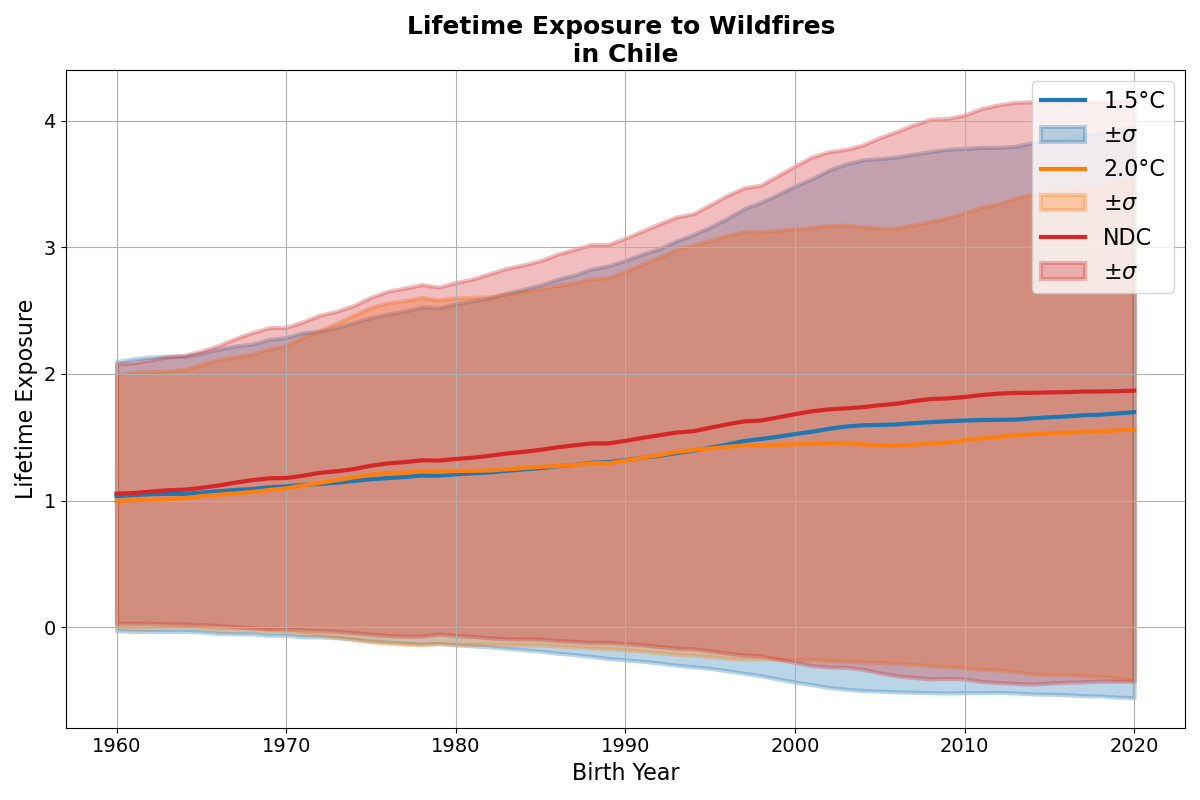 Lifetime Exposure to Wildfires
in Chile
1.5°C
±σ
2.0°C
±σ
NDC
±σ
Lifetime Exposure
4
3
2
1
0
1960 1970 1980 1990 2000 2010 2020
Birth Year